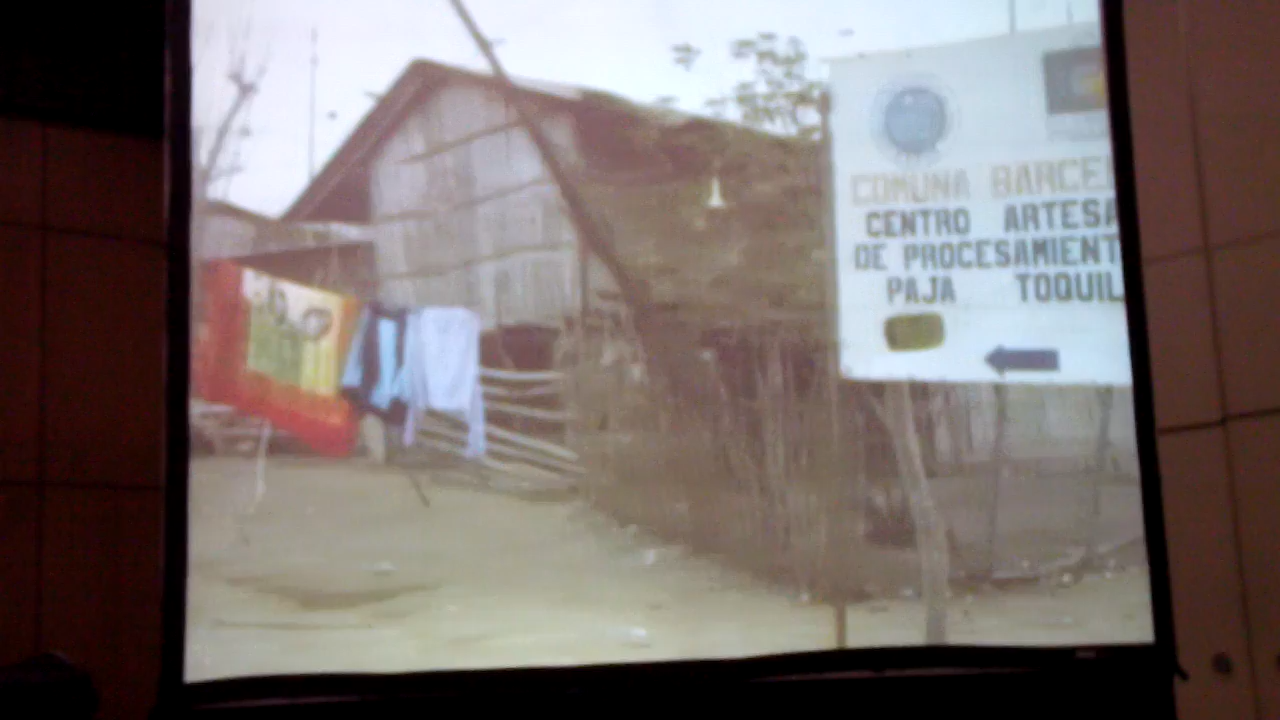 COMUNA BARCE
CENTRO ARTESA
DE PROCESAMIENT
PAJA TOQUIL